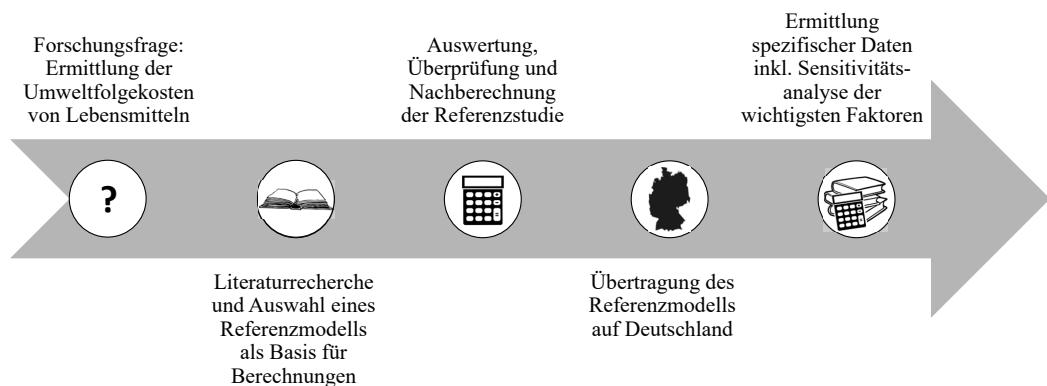 Forschungsfrage:
Ermittlung der
Umweltfolgekosten
von Lebensmitteln
?
Literaturrecherche
und Auswahl eines
Referenzmodells
als Basis für
Berechnungen
Auswertung,
Überprüfung und
Nachberechnung
der Referenzstudie
Übertragung des
Referenzmodells
auf Deutschland
Ermittlung
spezifischer Daten
inkl. Sensitivitäts-
analyse der
wichtigsten Faktoren